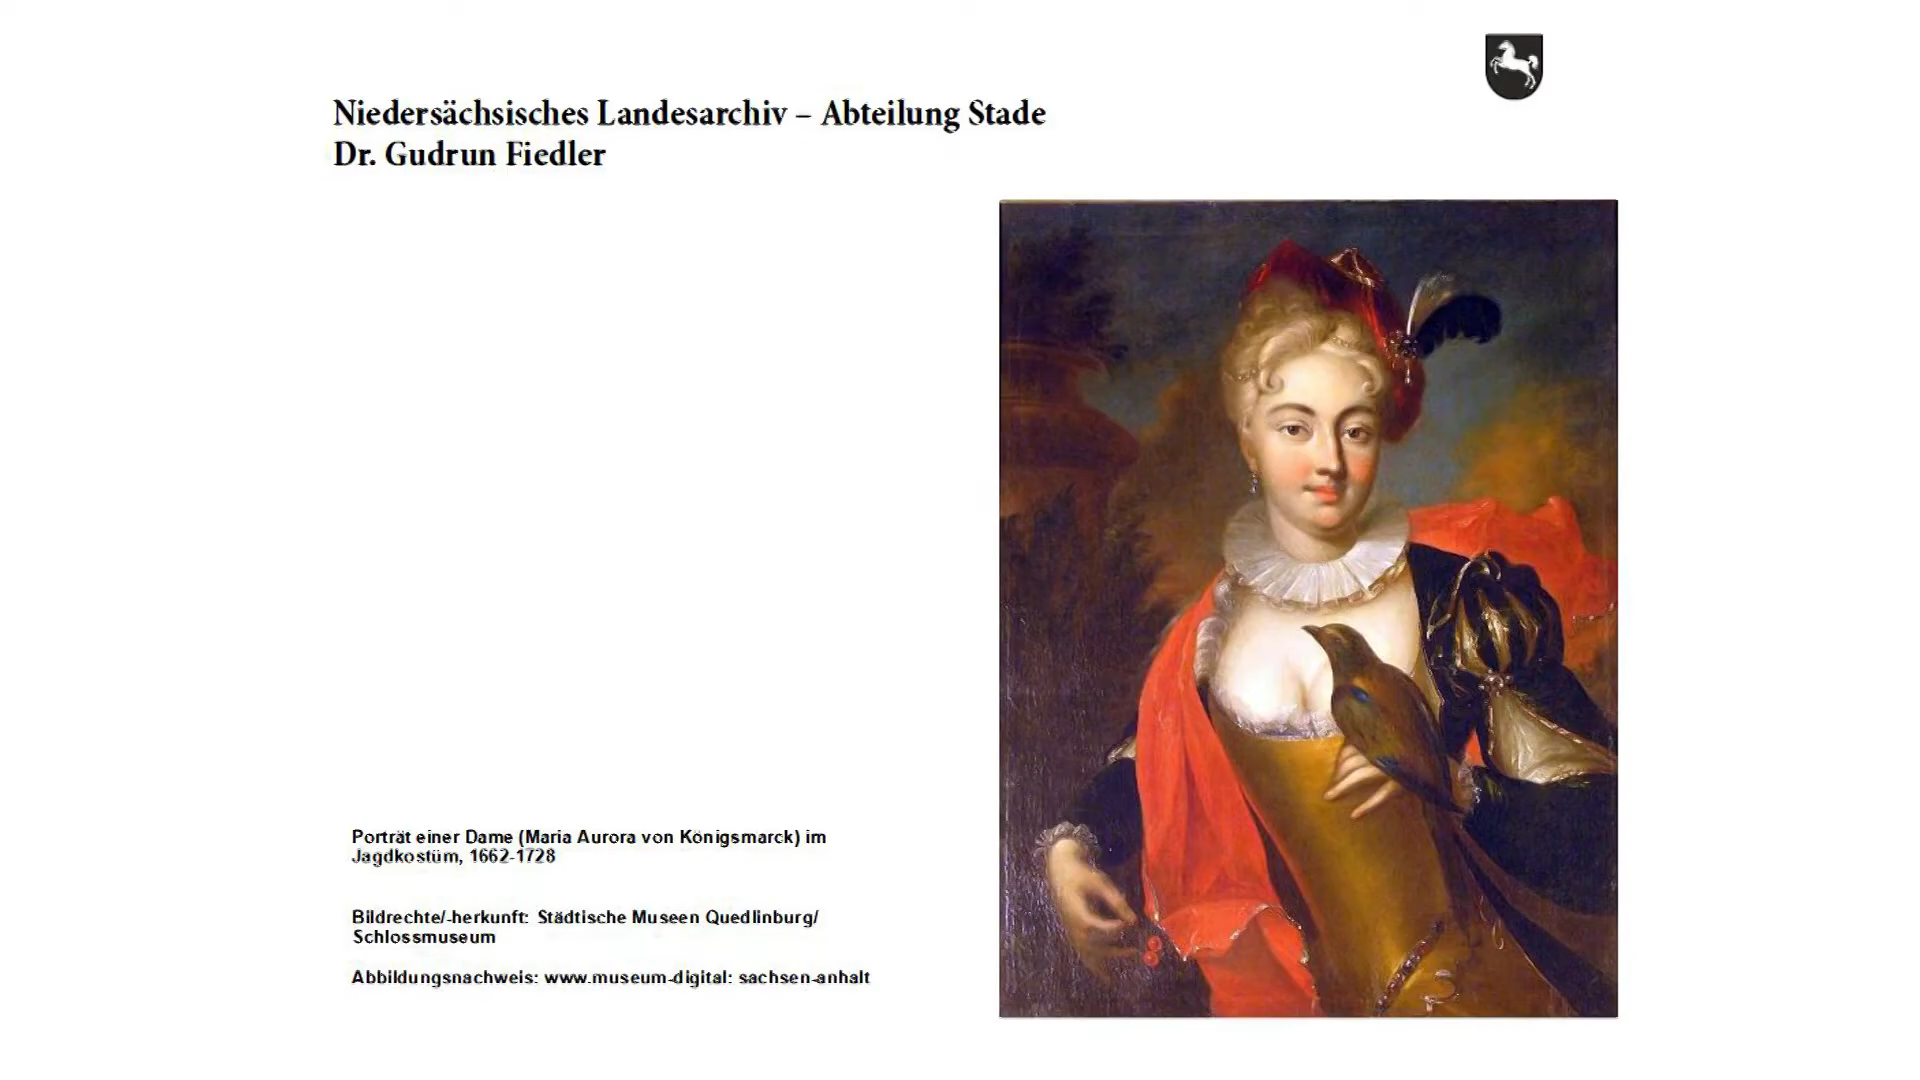 Niedersächsisches Landesarchiv – Abteilung Stade
Dr. Gudrun Fiedler
Porträt einer Dame (Maria Aurora von Königsmarck) im
Jagdkostüm, 1662-1728
Bildrechte/-herkunft: Städtische Museen Quedlinburg/
Schlossmuseum
Abbildungsnachweis: www.museum-digital: sachsen-anhalt